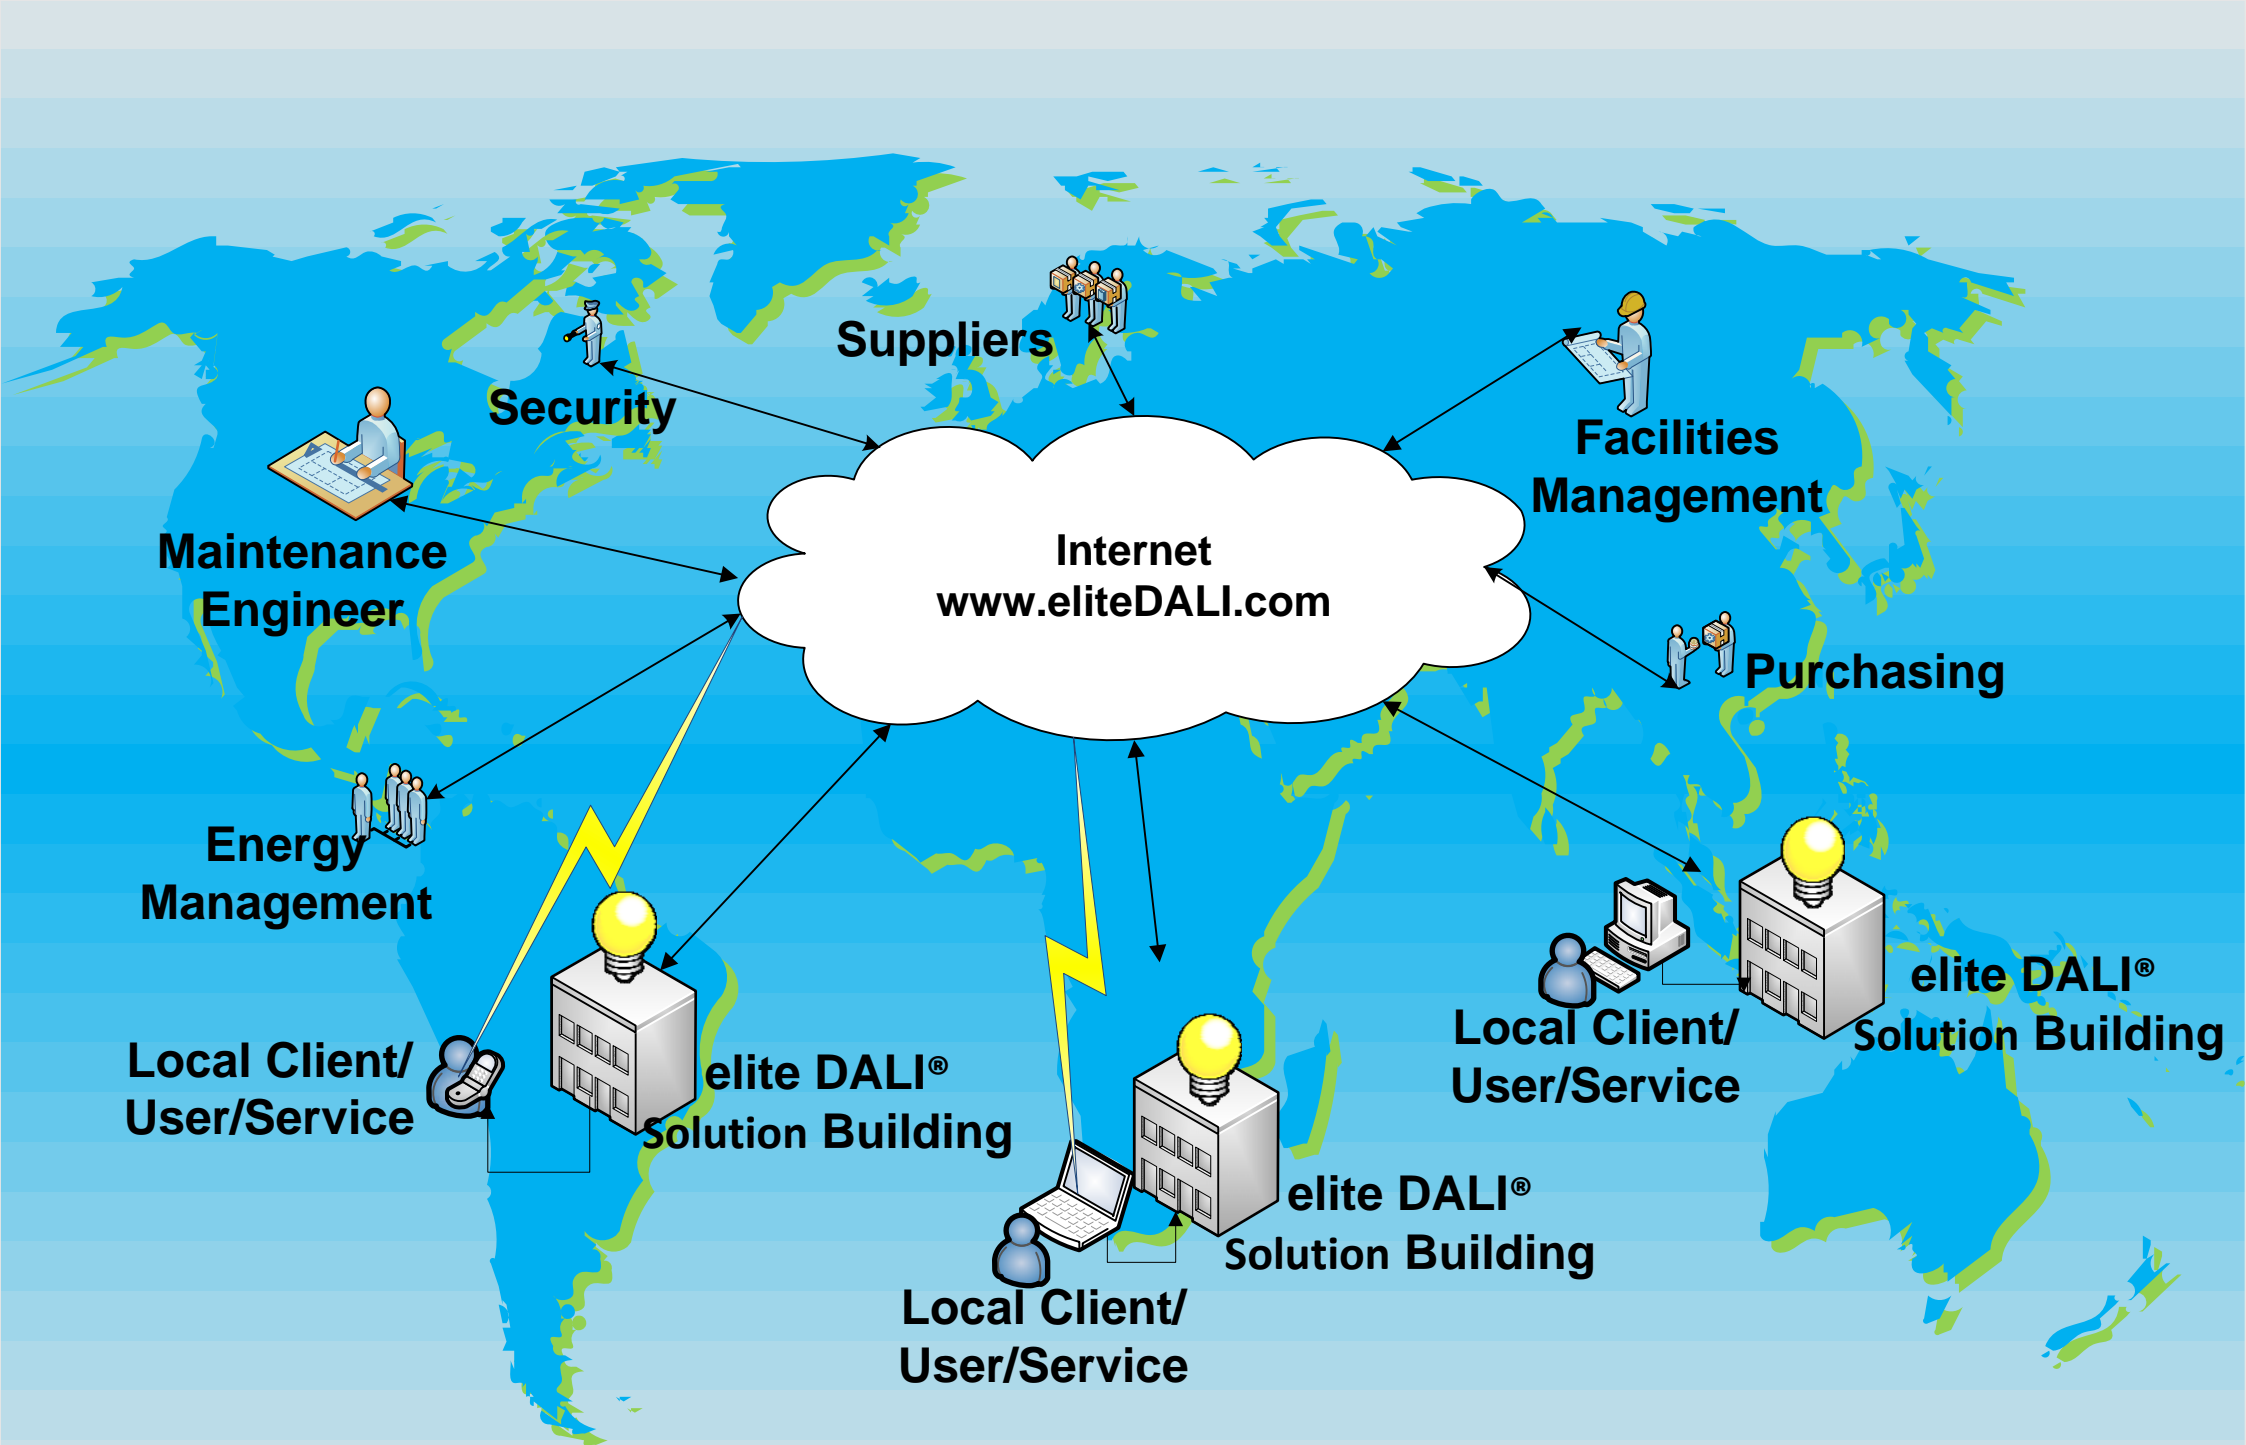 Suppliers
Security
Facilities
Management
Maintenance
Engineer
Internet
www.eliteDALI.com
Purchasing
Energy
Management
Local Client/
User/Service
elite DALI®
Solution Building
Local Client/
User/Service
elite DALI®
Solution Building
Local Client/
User/Service
elite DALI®
Solution Building